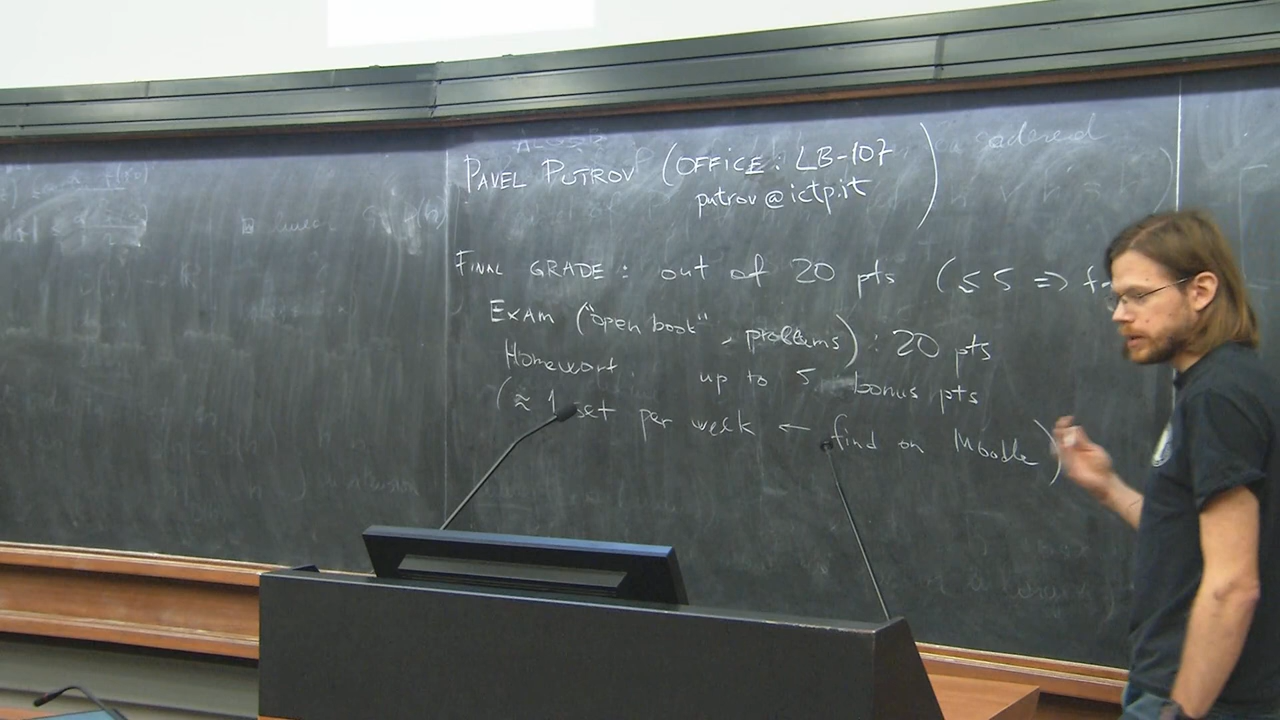 PAVEL PUTROV (OFFICE: LB-107
putrov@ictp.it)
FINAL GRADE: out of 20 pts (≤ 5 => f
EXAM ("open book", problems): 20 pts
Homework: up to 5 bonus pts
(≈ 1 set per week ← find on Moodle)